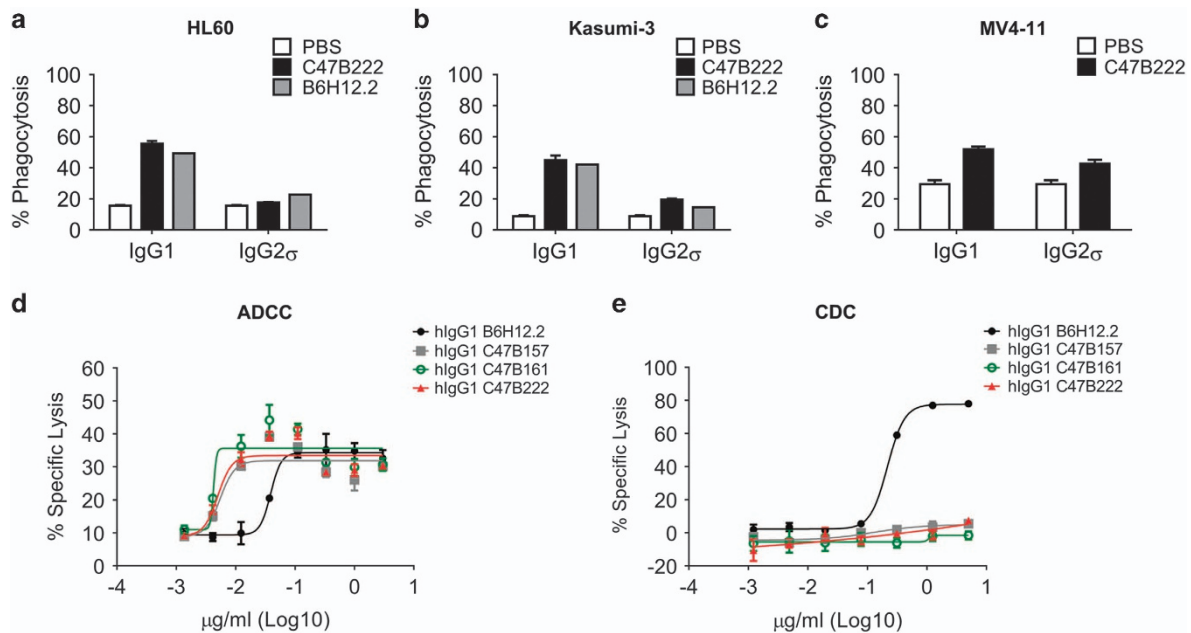 a
HL60
PBS
C47B222
B6H12.2
% Phagocytosis
100
80
60
40
20
0
IgG1
IgG2σ
b
Kasumi-3
PBS
C47B222
B6H12.2
% Phagocytosis
100
80
60
40
20
0
IgG1
IgG2σ
c
MV4-11
PBS
C47B222
% Phagocytosis
100
80
60
40
20
0
IgG1
IgG2σ
d
ADCC
hIgG1 B6H12.2
hIgG1 C47B157
hIgG1 C47B161
hIgG1 C47B222
% Specific Lysis
60
50
40
30
20
10
0
-4 -3 -2 -1 0 1
μg/ml (Log10)
e
CDC
hIgG1 B6H12.2
hIgG1 C47B157
hIgG1 C47B161
hIgG1 C47B222
% Specific Lysis
100
80
60
40
20
0
-20
-4 -3 -2 -1 0 1
μg/ml (Log10)